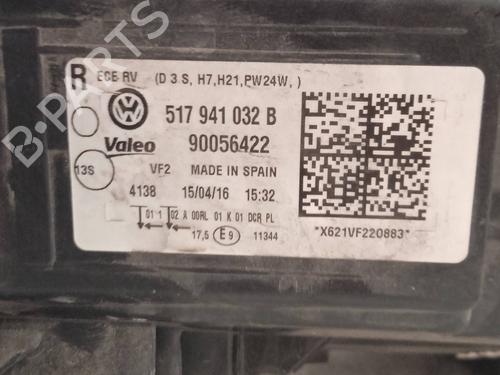 R ECE RV (D 3 S, H7,H21,PW24W,)
517 941 032 B
Valeo 90056422
13S VF2 MADE IN SPAIN
4138 15/04/16 15:32
01 1 02 A 00RL 01 K 01 DCR PL
17,5 E9 11344
*X621VF220883*
B-PARTS